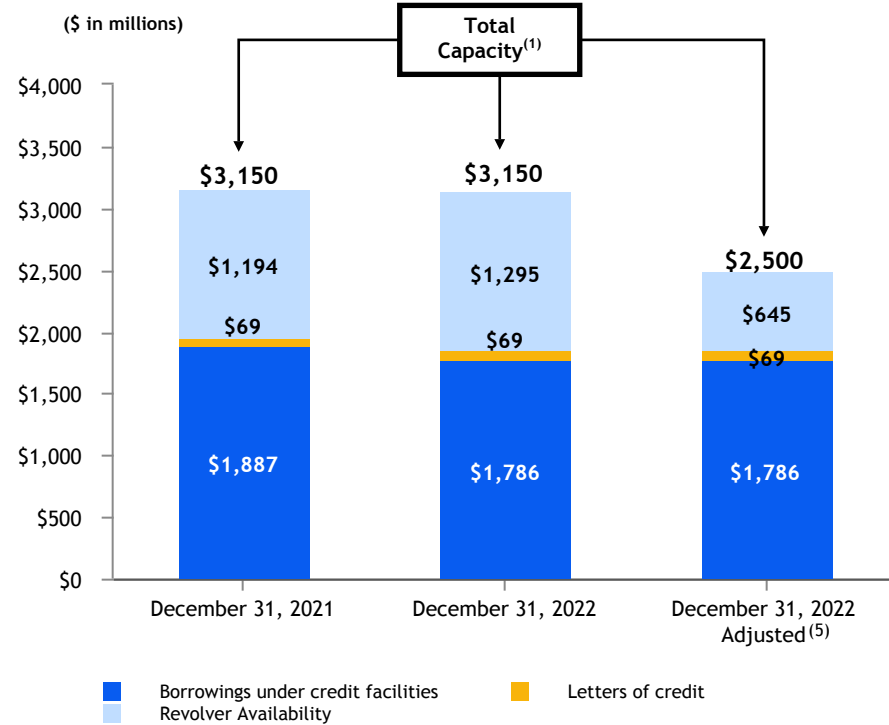 ($ in millions)
Total
Capacity(1)
$4,000
$3,500
$3,000
$2,500
$2,000
$1,500
$1,000
$500
$0
$3,150
$1,194
$69
$1,887
$3,150
$1,295
$69
$1,786
$2,500
$645
$69
$1,786
December 31, 2021
December 31, 2022
December 31, 2022
Adjusted(5)
Borrowings under credit facilities
Letters of credit
Revolver Availability